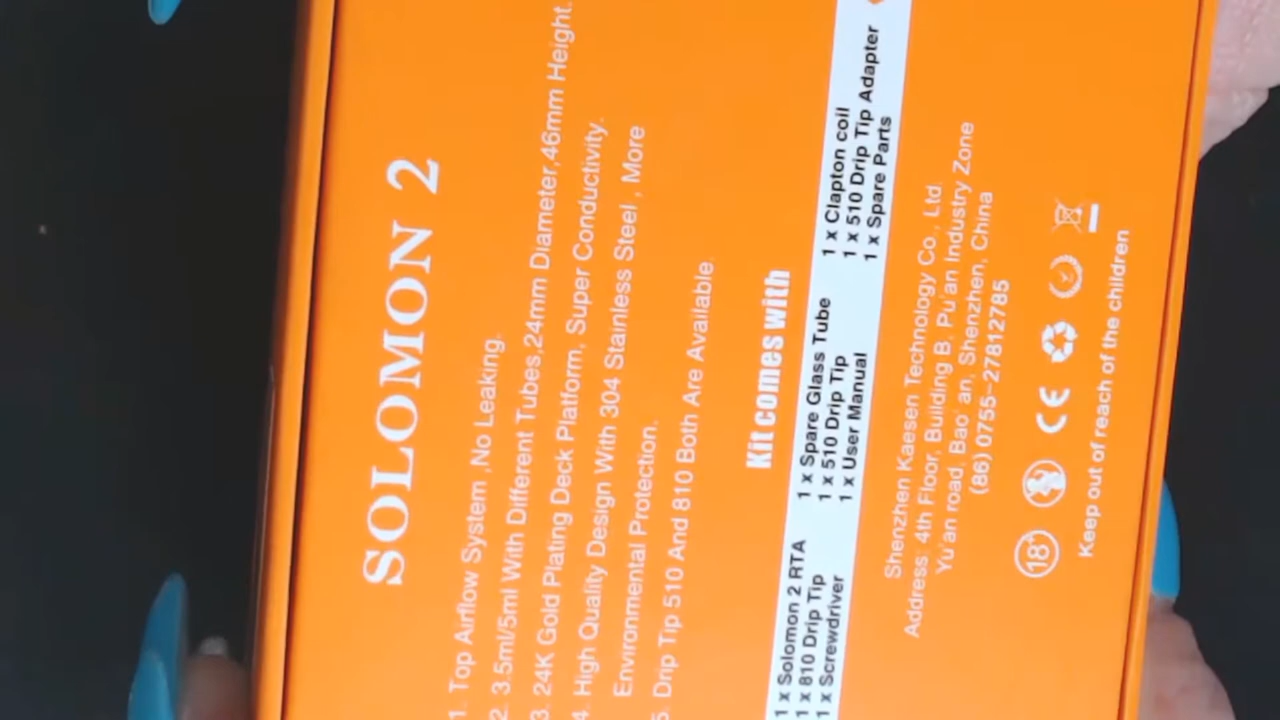 SOLOMON 2
1. Top Airflow System ,No Leaking.
2. 3.5ml/5ml With Different Tubes,24mm Diameter,46mm Height.
3. 24K Gold Plating Deck Platform, Super Conductivity.
4. High Quality Design With 304 Stainless Steel , More
Environmental Protection.
5. Drip Tip 510 And 810 Both Are Available.
Kit comes with
1 x Solomon 2 RTA 1 x Spare Glass Tube 1 x Clapton coil
1 x 810 Drip Tip 1 x 510 Drip Tip 1 x 510 Drip Tip Adapter
1 x Screwdriver 1 x User Manual 1 x Spare Parts
Shenzhen Kaesen Technology Co., Ltd
Address: 4th Floor, Building B, Pu'an Industry Zone
Yu'an road, Bao' an, Shenzhen, China
(86) 0755-27812785
18+ CE
Keep out of reach of the children